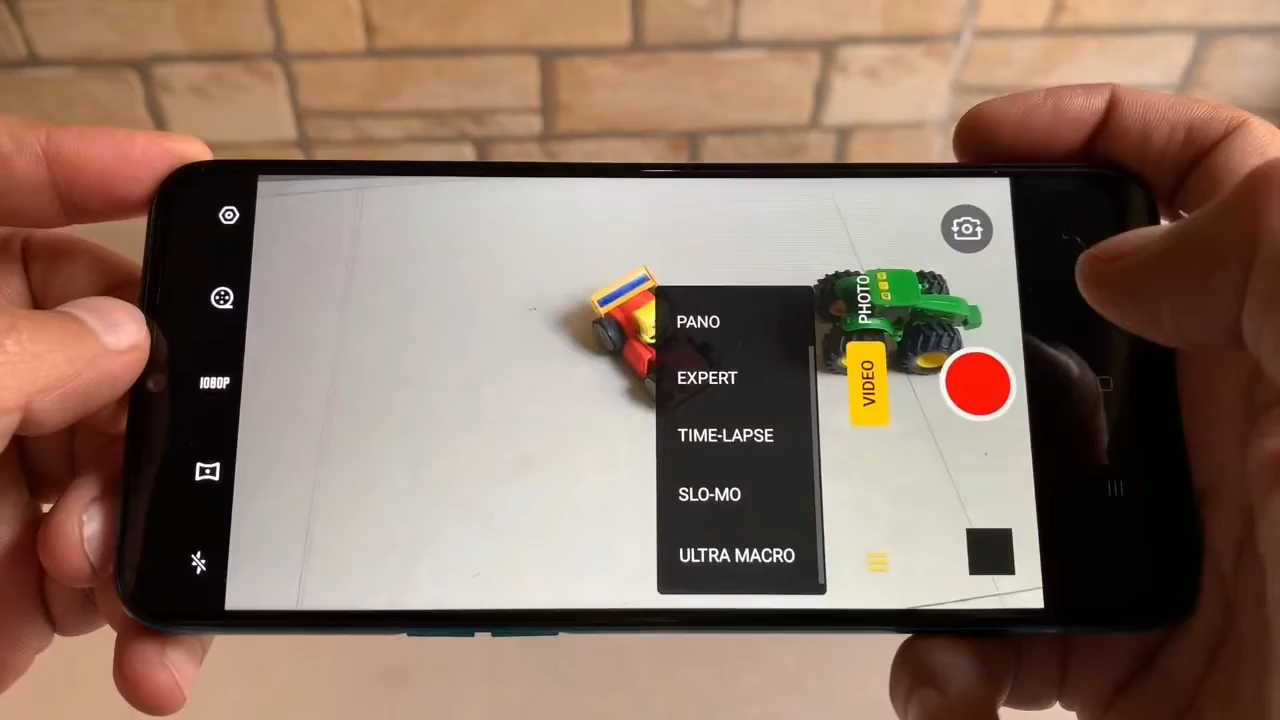 1080P
PANO
EXPERT
TIME-LAPSE
SLO-MO
ULTRA MACRO
PHOTO
VIDEO